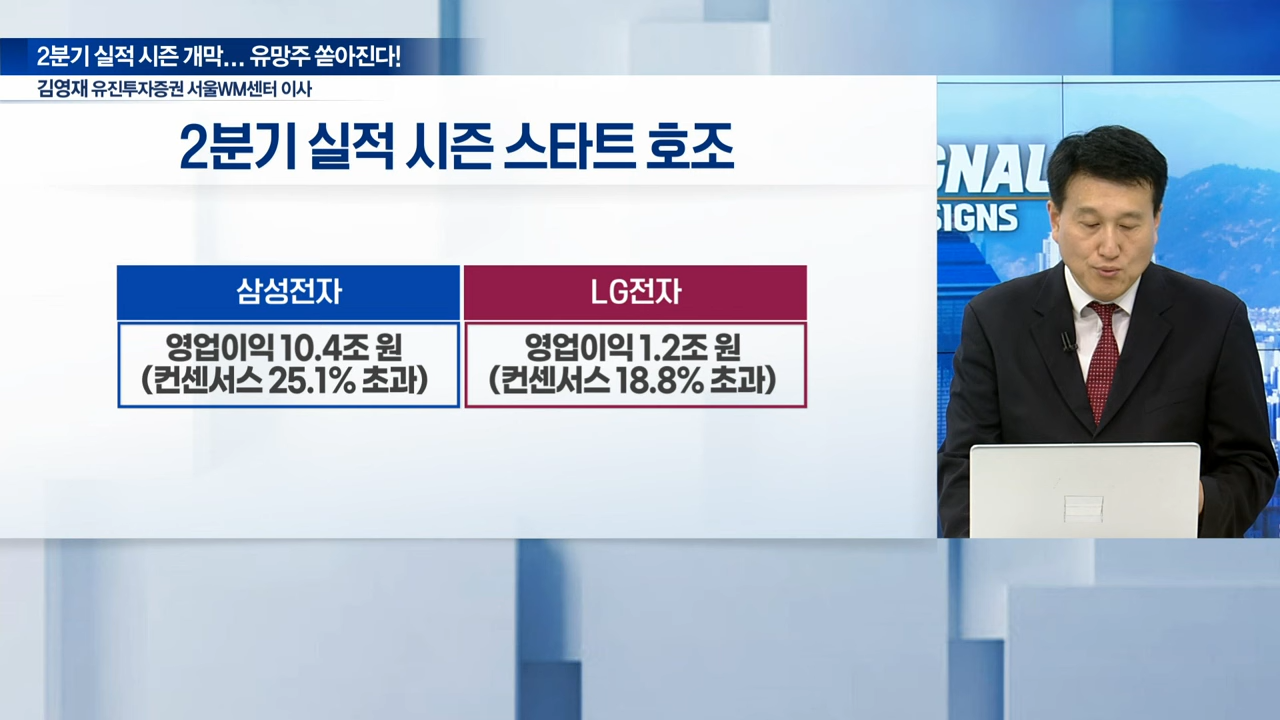 2분기 실적 시즌 개막... 유망주 쏟아진다!
김영재 유진투자증권 서울WM센터 이사
2분기 실적 시즌 스타트 호조
GNAL
SIGNS
삼성전자
LG전자
영업이익 10.4조 원
(컨센서스 25.1% 초과)
영업이익 1.2조 원
(컨센서스 18.8% 초과)